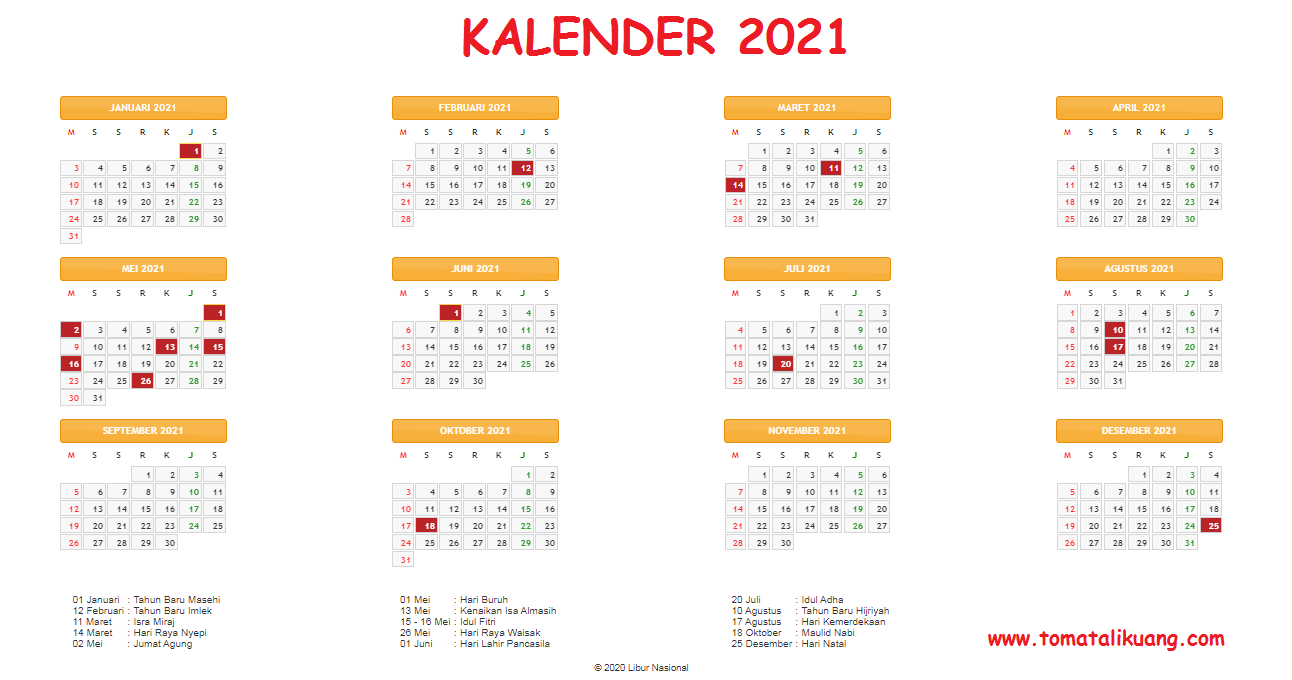 KALENDER 2021
JANUARI 2021
M S S R K J S
1 2
3 4 5 6 7 8 9
10 11 12 13 14 15 16
17 18 19 20 21 22 23
24 25 26 27 28 29 30
31
FEBRUARI 2021
M S S R K J S
1 2 3 4 5 6
7 8 9 10 11 12 13
14 15 16 17 18 19 20
21 22 23 24 25 26 27
28
MARET 2021
M S S R K J S
1 2 3 4 5 6
7 8 9 10 11 12 13
14 15 16 17 18 19 20
21 22 23 24 25 26 27
28 29 30 31
APRIL 2021
M S S R K J S
1 2 3
4 5 6 7 8 9 10
11 12 13 14 15 16 17
18 19 20 21 22 23 24
25 26 27 28 29 30
MEI 2021
M S S R K J S
1
2 3 4 5 6 7 8
9 10 11 12 13 14 15
16 17 18 19 20 21 22
23 24 25 26 27 28 29
30 31
JUNI 2021
M S S R K J S
1 2 3 4 5
6 7 8 9 10 11 12
13 14 15 16 17 18 19
20 21 22 23 24 25 26
27 28 29 30
JULI 2021
M S S R K J S
1 2 3
4 5 6 7 8 9 10
11 12 13 14 15 16 17
18 19 20 21 22 23 24
25 26 27 28 29 30 31
AGUSTUS 2021
M S S R K J S
1 2 3 4 5 6 7
8 9 10 11 12 13 14
15 16 17 18 19 20 21
22 23 24 25 26 27 28
29 30 31
SEPTEMBER 2021
M S S R K J S
1 2 3 4
5 6 7 8 9 10 11
12 13 14 15 16 17 18
19 20 21 22 23 24 25
26 27 28 29 30
OKTOBER 2021
M S S R K J S
1 2
3 4 5 6 7 8 9
10 11 12 13 14 15 16
17 18 19 20 21 22 23
24 25 26 27 28 29 30
31
NOVEMBER 2021
M S S R K J S
1 2 3 4 5 6
7 8 9 10 11 12 13
14 15 16 17 18 19 20
21 22 23 24 25 26 27
28 29 30
DESEMBER 2021
M S S R K J S
1 2 3 4
5 6 7 8 9 10 11
12 13 14 15 16 17 18
19 20 21 22 23 24 25
26 27 28 29 30 31
01 Januari : Tahun Baru Masehi
12 Februari : Tahun Baru Imlek
11 Maret : Isra Miraj
14 Maret : Hari Raya Nyepi
02 Mei : Jumat Agung
01 Mei : Hari Buruh
13 Mei : Kenaikan Isa Almasih
15 - 16 Mei : Idul Fitri
26 Mei : Hari Raya Waisak
01 Juni : Hari Lahir Pancasila
20 Juli : Idul Adha
10 Agustus : Tahun Baru Hijriyah
17 Agustus : Hari Kemerdekaan
18 Oktober : Maulid Nabi
25 Desember : Hari Natal
www.tomatalikuang.com
© 2020 Libur Nasional